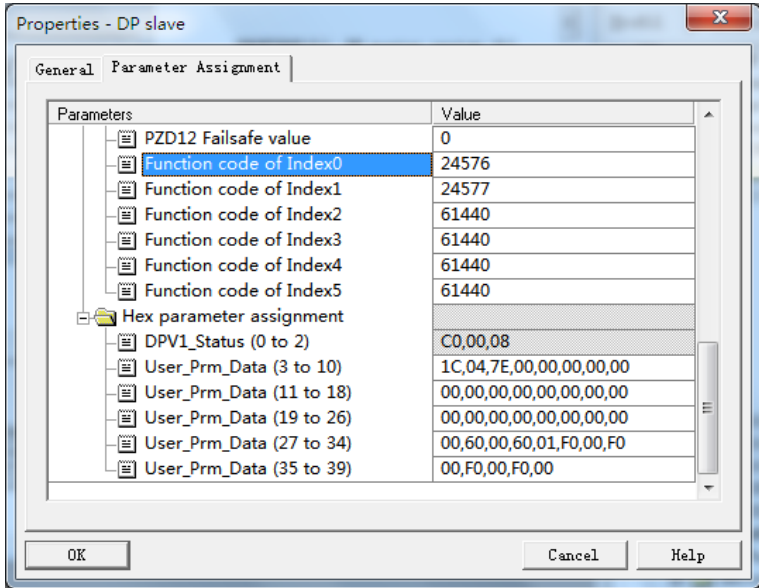 Properties - DP slave
General Parameter Assignment
Parameters Value
PZD12 Failsafe value 0
Function code of Index0 24576
Function code of Index1 24577
Function code of Index2 61440
Function code of Index3 61440
Function code of Index4 61440
Function code of Index5 61440
Hex parameter assignment
DPV1_Status (0 to 2) C0,00,08
User_Prm_Data (3 to 10) 1C,04,7E,00,00,00,00,00
User_Prm_Data (11 to 18) 00,00,00,00,00,00,00,00
User_Prm_Data (19 to 26) 00,00,00,00,00,00,00,00
User_Prm_Data (27 to 34) 00,60,00,60,01,F0,00,F0
User_Prm_Data (35 to 39) 00,F0,00,F0,00
OK Cancel Help